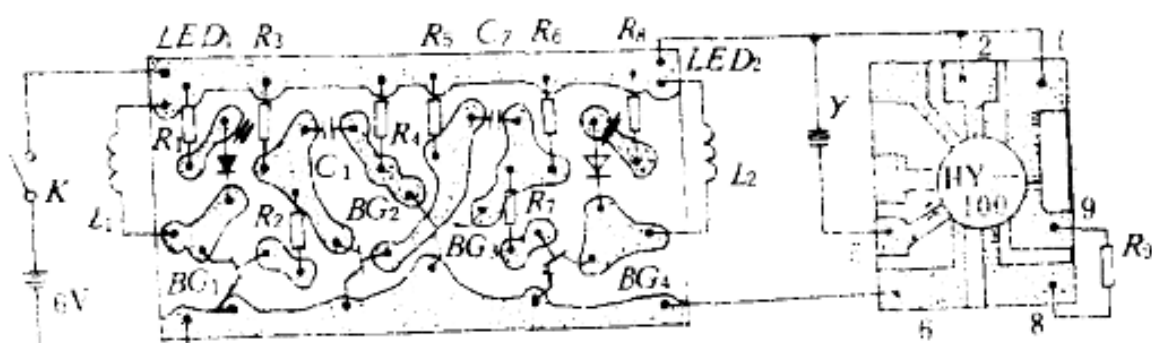 LED₁ R₃ R₅ C₂ R₆ R₈
LED₂
2
1
R₁ R₄ Y
C₁ HY
K L₂ 100
BG₂ R₇
L₁ R₂ 9
BG₃ R₉
BG₁ BG₄
6V
6 8